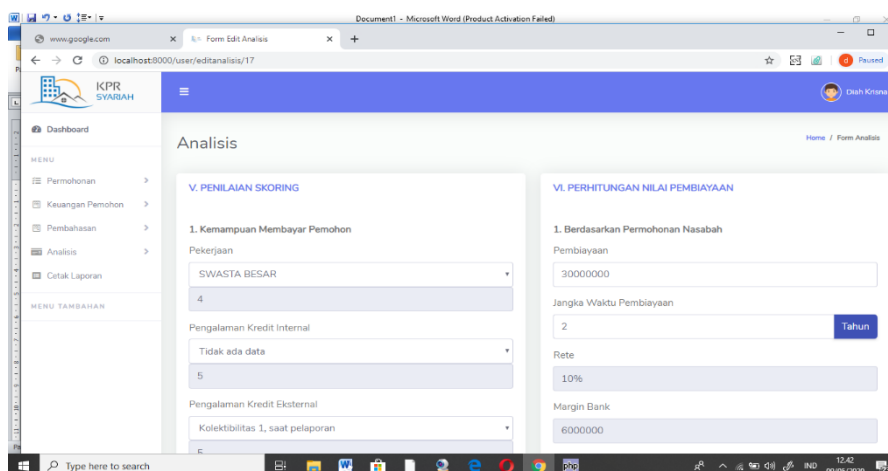 Document1 - Microsoft Word (Product Activation Failed)
www.google.com
Form Edit Analisis
localhost:8000/user/editanalisis/17
Paused
KPR
SYARIAH
Diah Krisna
Dashboard
MENU
Permohonan
Keuangan Pemohon
Pembahasan
Analisis
Cetak Laporan
MENU TAMBAHAN
Analisis
Home / Form Analisis
V. PENILAIAN SKORING
1. Kemampuan Membayar Pemohon
Pekerjaan
SWASTA BESAR
4
Pengalaman Kredit Internal
Tidak ada data
5
Pengalaman Kredit Eksternal
Kolektibilitas 1, saat pelaporan
5
VI. PERHITUNGAN NILAI PEMBIAYAAN
1. Berdasarkan Permohonan Nasabah
Pembiayaan
30000000
Jangka Waktu Pembiayaan
2
Tahun
Rete
10%
Margin Bank
6000000
Type here to search
php
IND
12.42